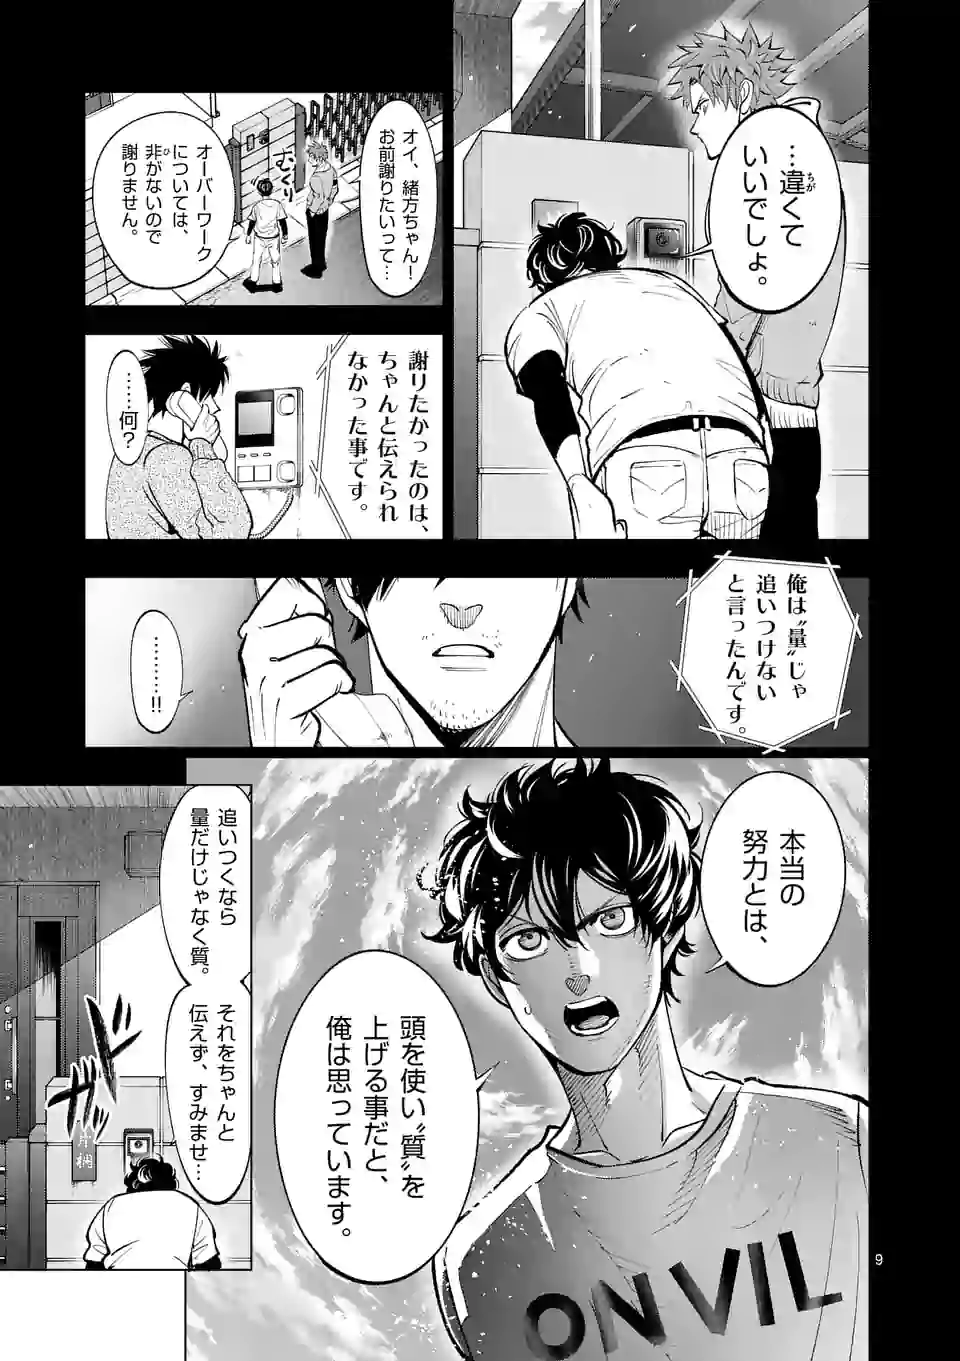 …違くて
いいでしょ。
ちが
むくり
オイ、緒方ちゃん！
お前謝りたいって…
オーバーワーク
については、
非がないので
ひ
謝りません。
謝りたかったのは、
ちゃんと伝えられ
なかった事です。
……何？
俺は〝量〟じゃ
追いつけない
と言ったんです。
………!!
本当の
努力とは、
頭を使い〝質〟を
上げる事だと、
俺は思っています。
ONVIL
追いつくなら
量だけじゃなく質。
それをちゃんと
伝えず、すみませ…
ガド
片桐
9